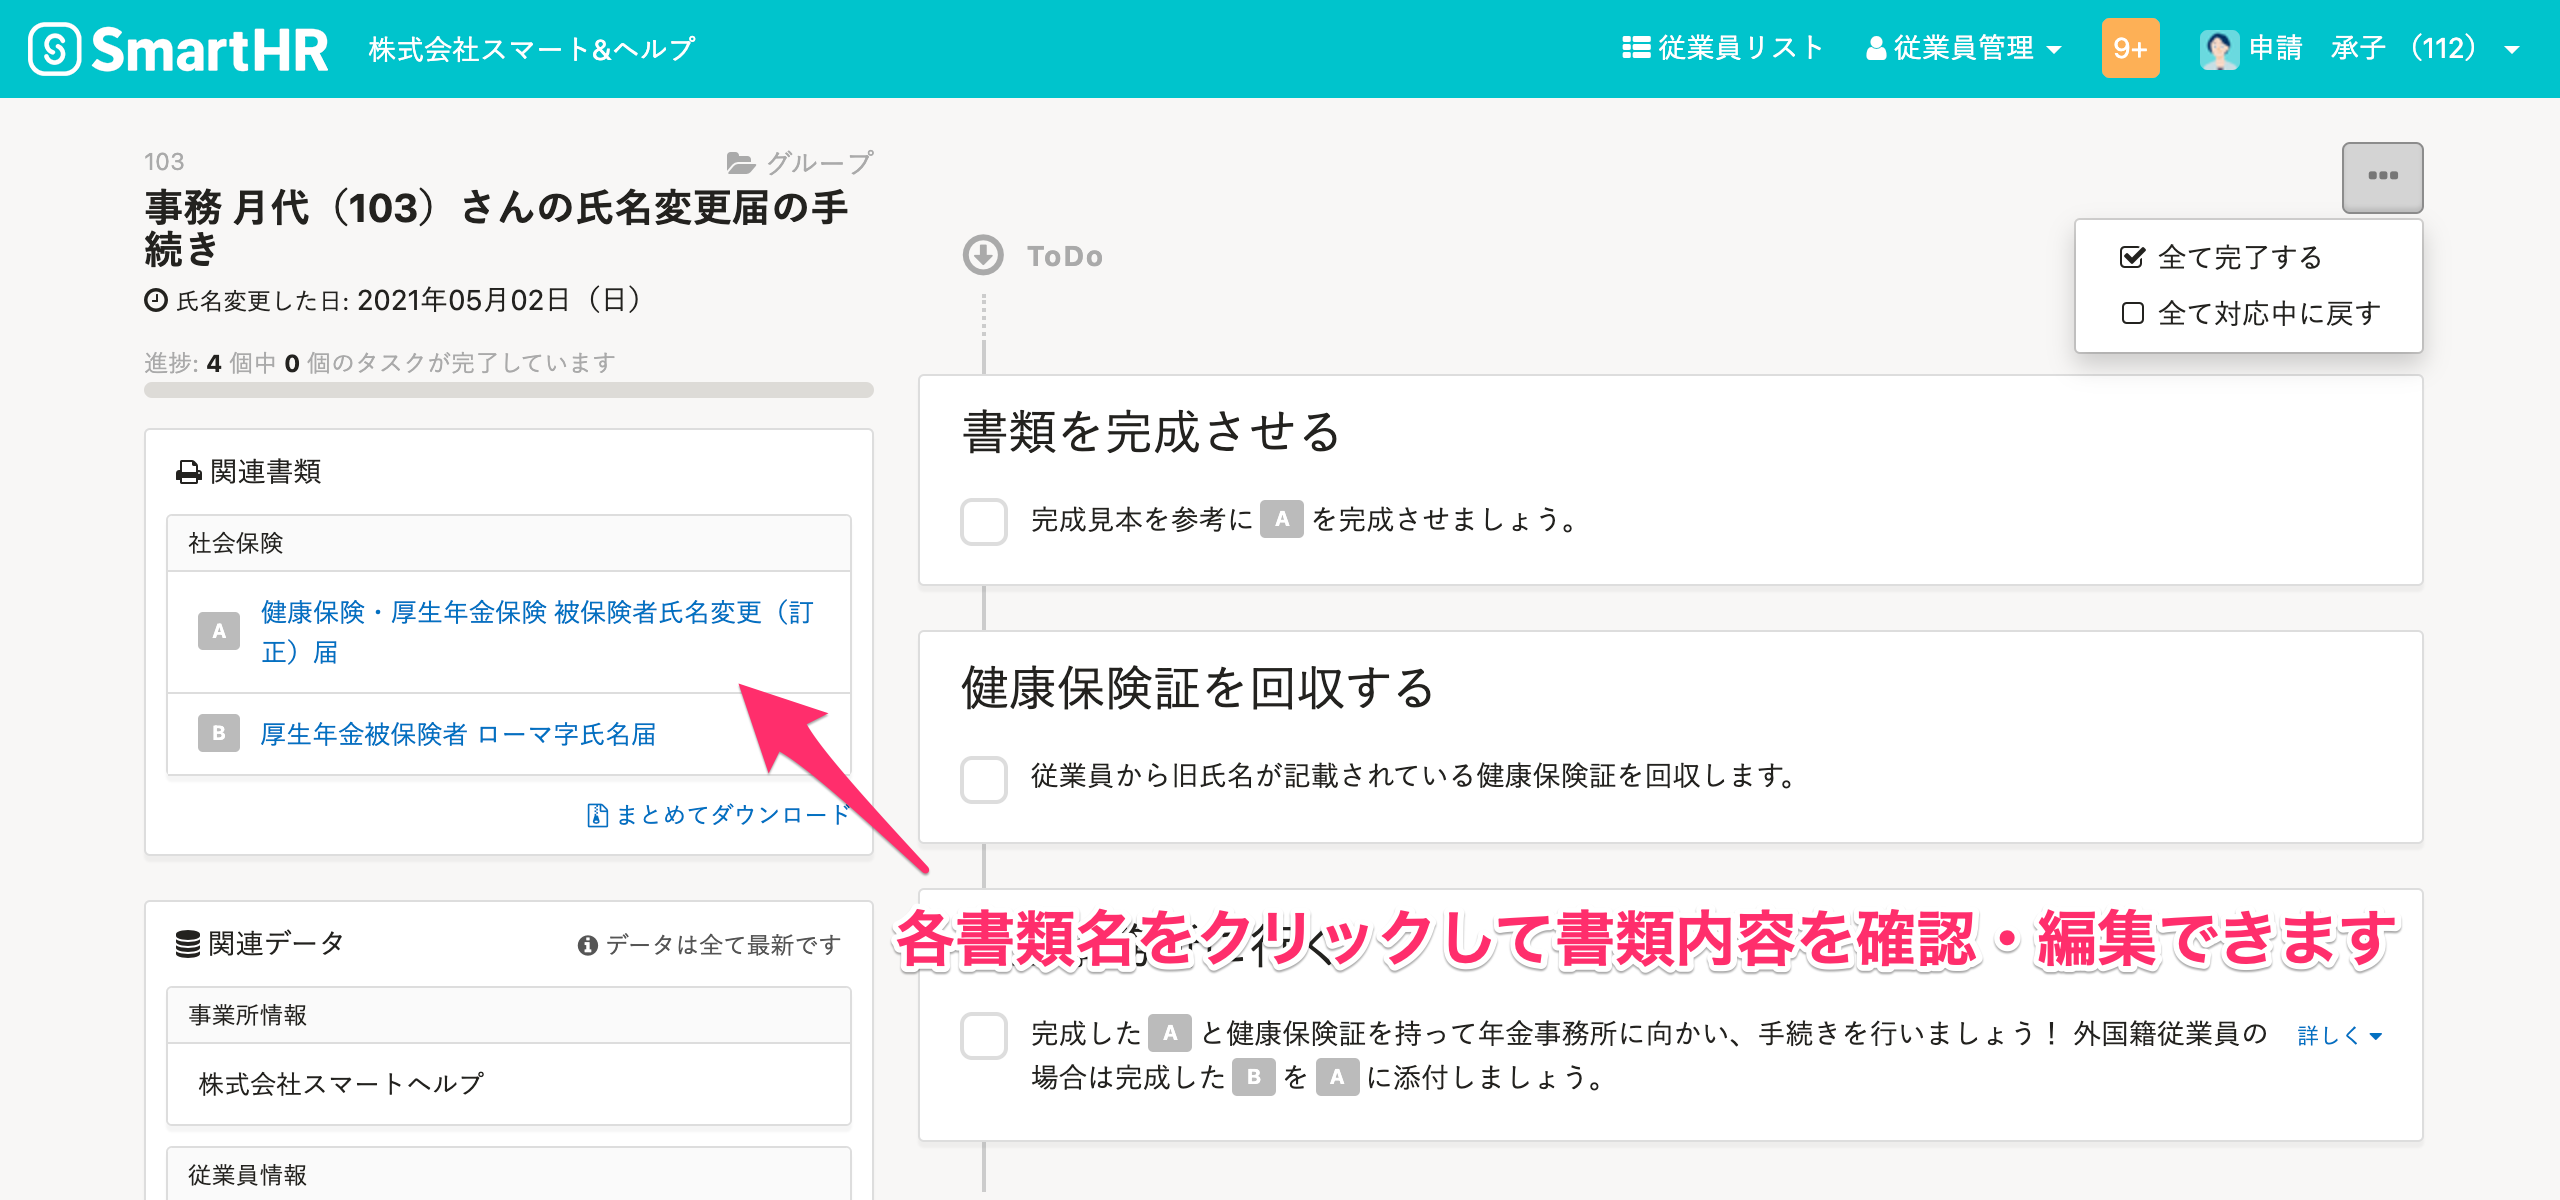 SmartHR 株式会社スマート&ヘルプ 従業員リスト 従業員管理 9+ 申請 承子 (112)
103
グループ
事務 月代（103）さんの氏名変更届の手
続き
氏名変更した日: 2021年05月02日（日）
進捗: 4 個中 0 個のタスクが完了しています
関連書類
社会保険
A 健康保険・厚生年金保険 被保険者氏名変更（訂
正）届
B 厚生年金被保険者 ローマ字氏名届
まとめてダウンロード
関連データ データは全て最新です
事業所情報
株式会社スマートヘルプ
従業員情報
全て完了する
全て対応中に戻す
ToDo
書類を完成させる
完成見本を参考に A を完成させましょう。
健康保険証を回収する
従業員から旧氏名が記載されている健康保険証を回収します。
各書類名をクリックして書類内容を確認・編集できます
完成した A と健康保険証を持って年金事務所に向かい、手続きを行いましょう！ 外国籍従業員の 詳しく
場合は完成した B を A に添付しましょう。